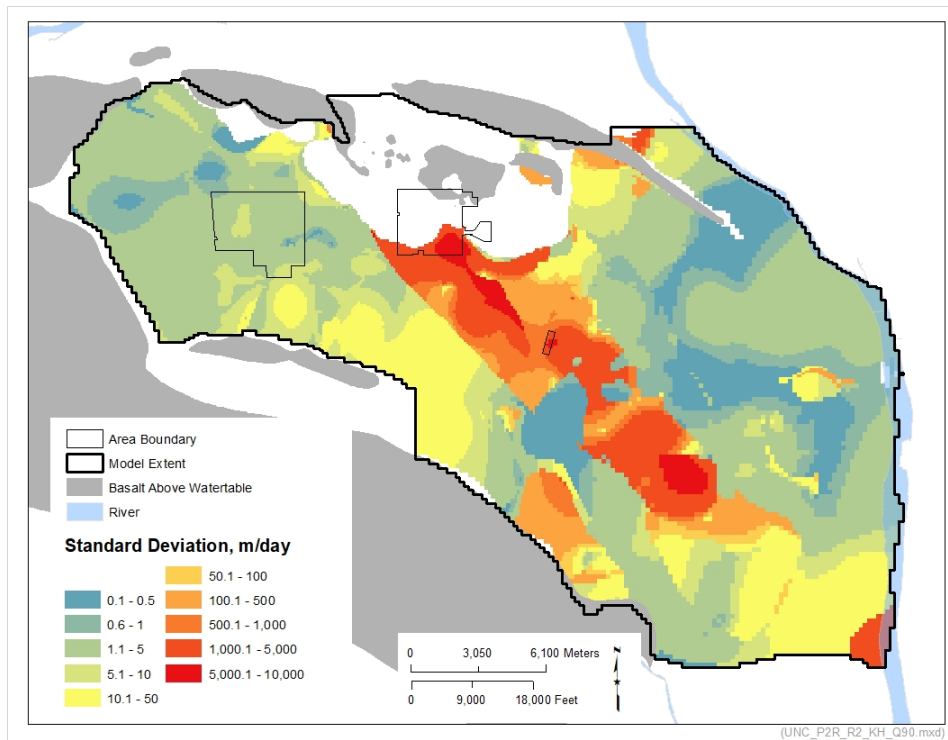 Area Boundary
Model Extent
Basalt Above Watertable
River
Standard Deviation, m/day
0.1 - 0.5
0.6 - 1
1.1 - 5
5.1 - 10
10.1 - 50
50.1 - 100
100.1 - 500
500.1 - 1,000
1,000.1 - 5,000
5,000.1 - 10,000
0 3,050 6,100 Meters
0 9,000 18,000 Feet
N
(UNC_P2R_R2_KH_Q90.mxd)